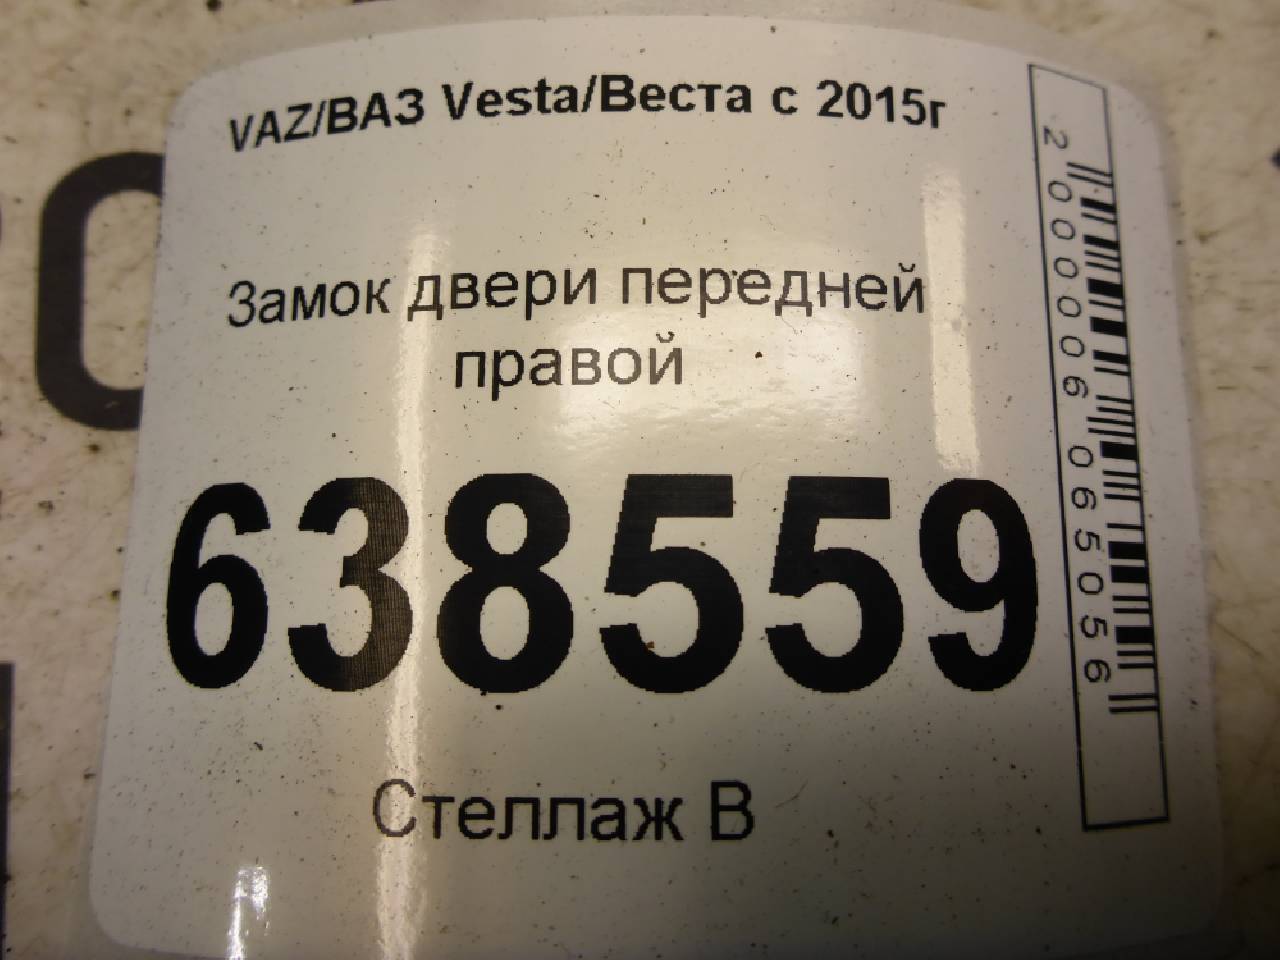 VAZ/ВАЗ Vesta/Веста с 2015г
Замок двери передней
правой
638559
Стеллаж В
2000006065056